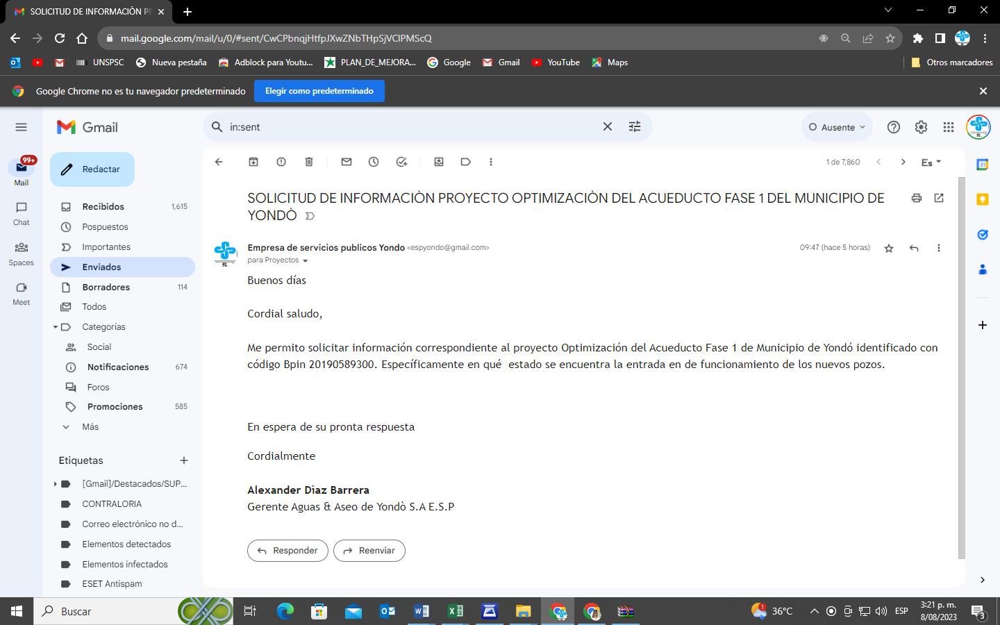 SOLICITUD DE INFORMACIÒN PR
mail.google.com/mail/u/0/#sent/CwCPbnqjHtfpJXwZNbTHpSjVClPMScQ
UNSPSC
Nueva pestaña
Adblock para Youtu...
PLAN_DE_MEJORA...
Google
Gmail
YouTube
Maps
Otros marcadores
Google Chrome no es tu navegador predeterminado
Elegir como predeterminado
Gmail
in:sent
Ausente
99+
Mail
Chat
Spaces
Meet
Redactar
Recibidos 1,615
Pospuestos
Importantes
Enviados
Borradores 114
Todos
Categorías
Social
Notificaciones 674
Foros
Promociones 585
Más
Etiquetas
[Gmail]/Destacados/SUP...
CONTRALORIA
Correo electrónico no d...
Elementos detectados
Elementos infectados
ESET Antispam
1 de 7,860
Es
SOLICITUD DE INFORMACIÒN PROYECTO OPTIMIZACIÒN DEL ACUEDUCTO FASE 1 DEL MUNICIPIO DE
YONDÒ
Empresa de servicios publicos Yondo <espyondo@gmail.com>
09:47 (hace 5 horas)
para Proyectos
Buenos días
Cordial saludo,
Me permito solicitar información correspondiente al proyecto Optimización del Acueducto Fase 1 de Municipio de Yondó identificado con
código Bpin 20190589300. Específicamente en qué  estado se encuentra la entrada en de funcionamiento de los nuevos pozos.
En espera de su pronta respuesta
Cordialmente
Alexander Dìaz Barrera
Gerente Aguas & Aseo de Yondò S.A E.S.P
Responder
Reenviar
Buscar
36°C
ESP
3:21 p. m.
8/08/2023
3